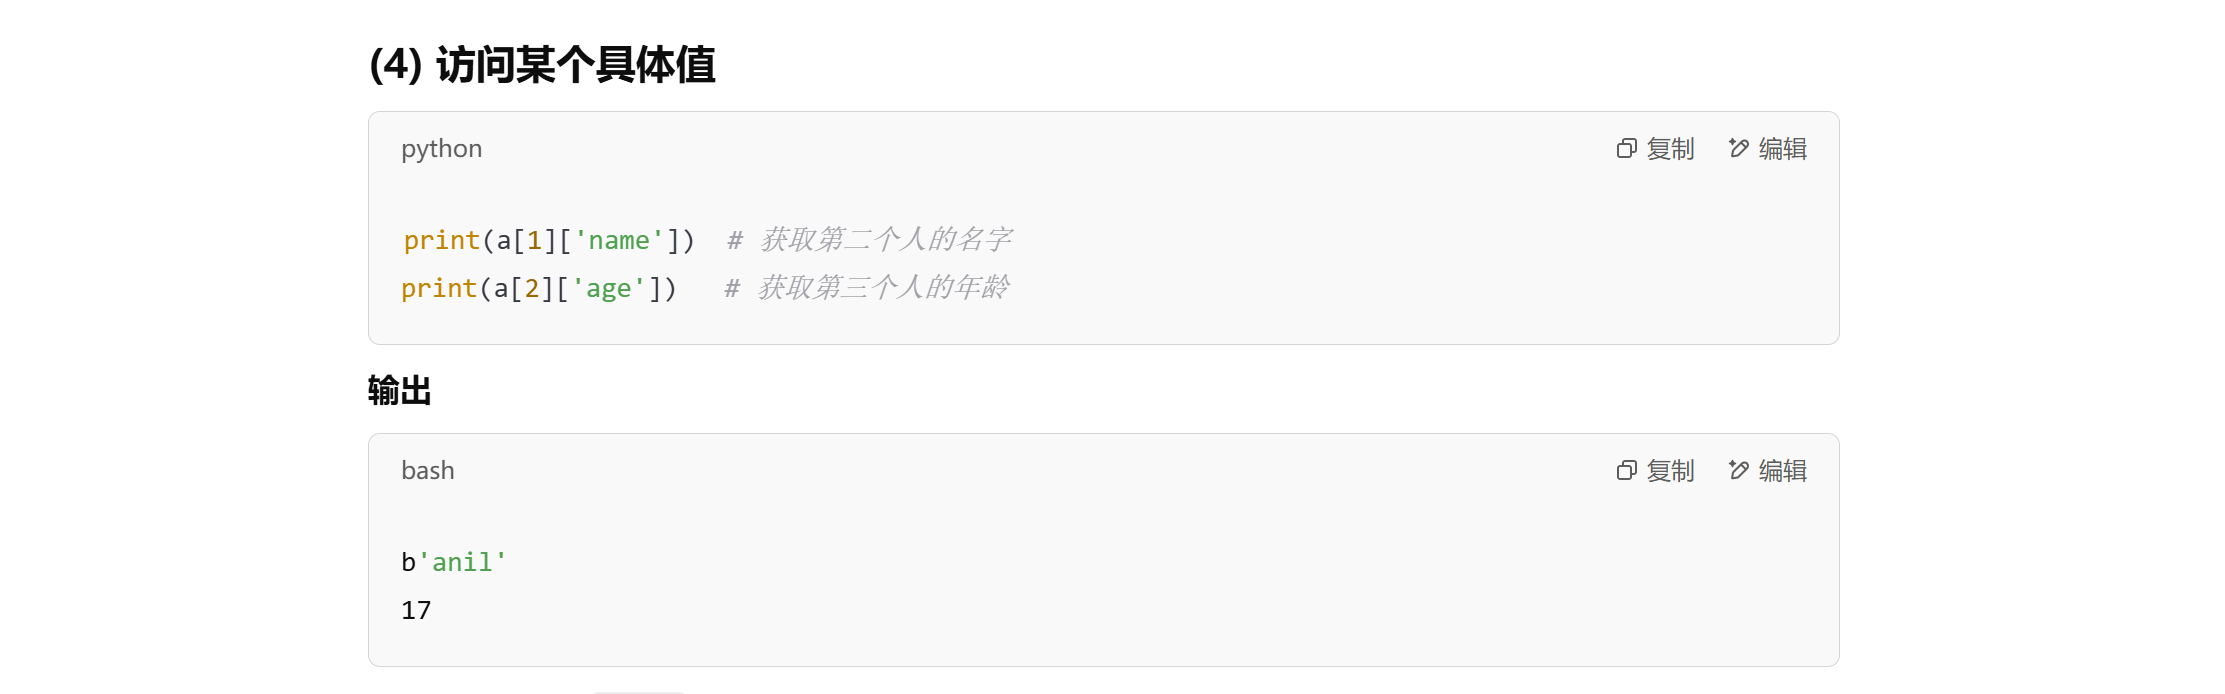 (4) 访问某个具体值
python 复制 编辑
print(a[1]['name'])  # 获取第二个人的名字
print(a[2]['age'])   # 获取第三个人的年龄
输出
bash 复制 编辑
b'anil'
17